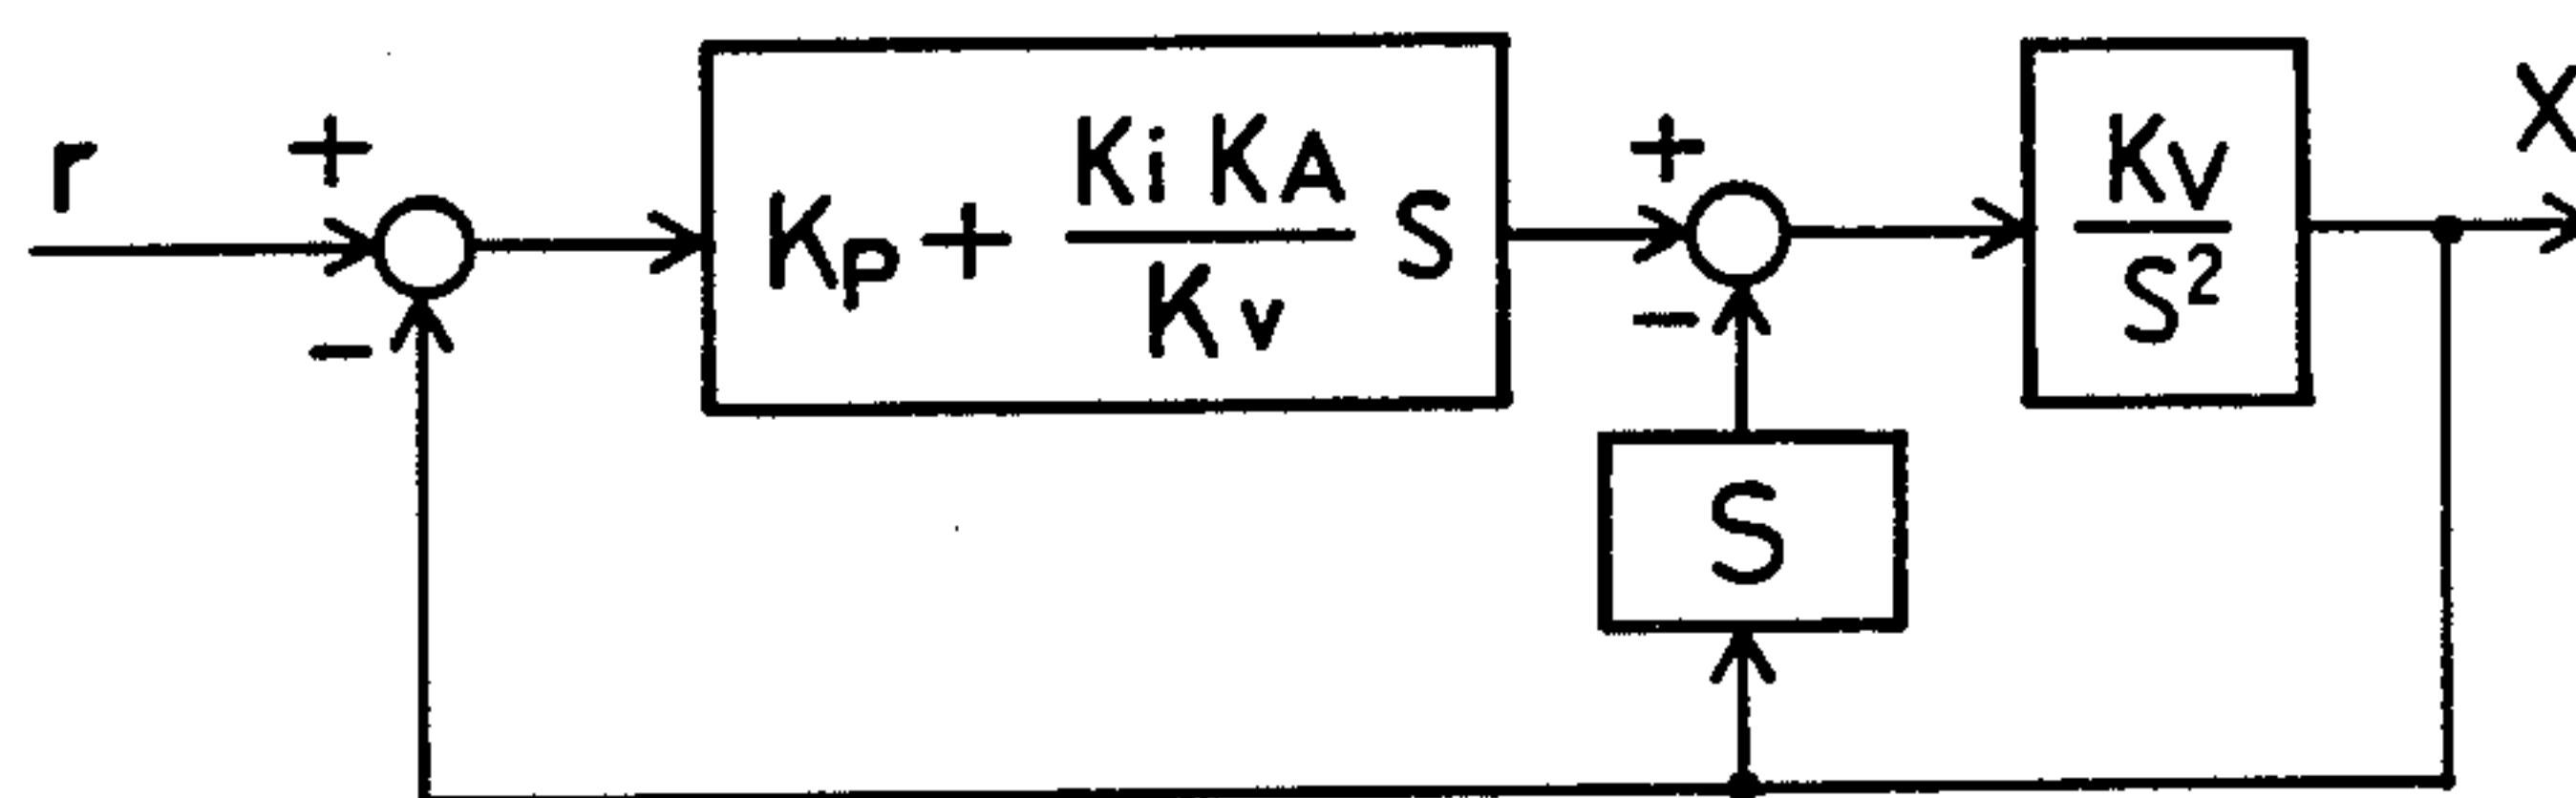 r
+
-
Kp + Ki KA / Kv S
+
-
Kv / S²
X
S